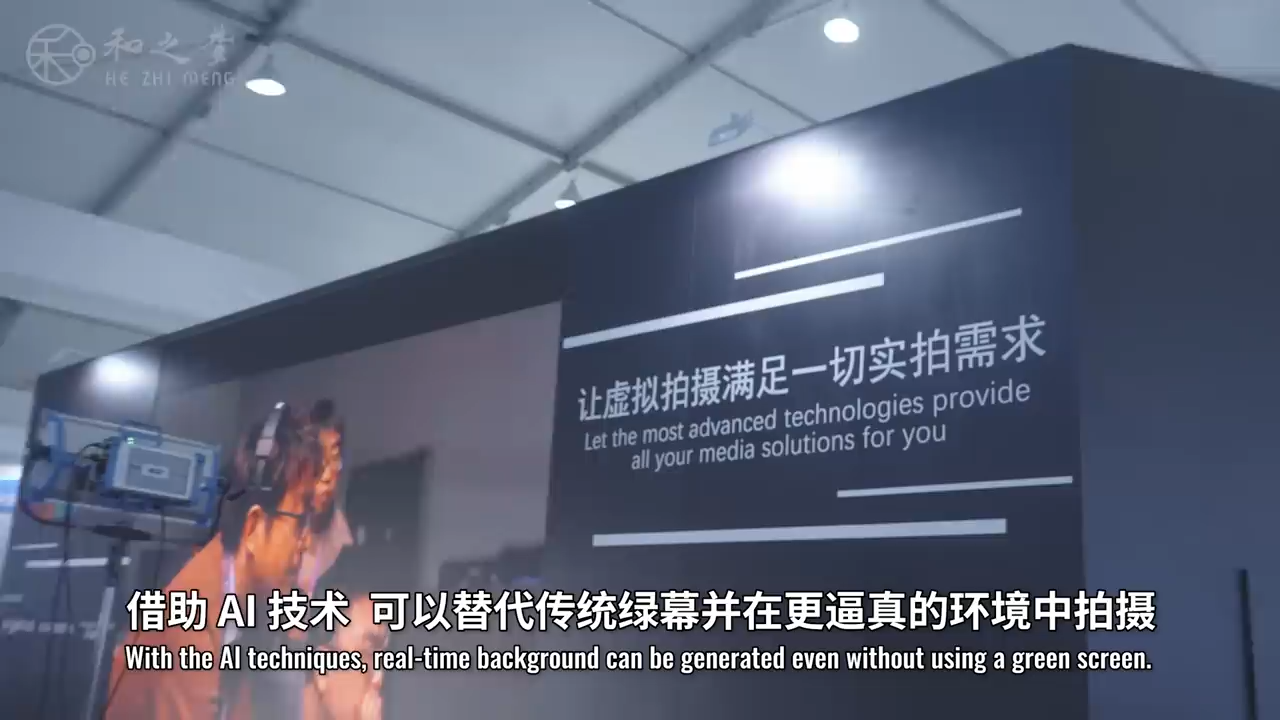 和之梦
HE ZHI MENG
让虚拟拍摄满足一切实拍需求
Let the most advanced technologies provide
all your media solutions for you
借助 AI 技术 可以替代传统绿幕并在更逼真的环境中拍摄
With the AI techniques, real-time background can be generated even without using a green screen.